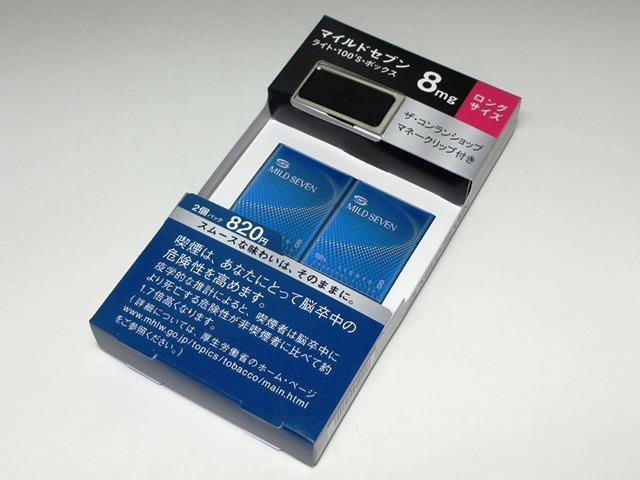 マイルドセブン
ライト・100'S・ボックス
8mg
ロング
サイズ
ザ・コンランショップ
マネークリップ付き
MILD SEVEN
8
MILD SEVEN
100's
8
2個パック 820円
スムースな味わいは、そのままに。
喫煙は、あなたにとって脳卒中の
危険性を高めます。
疫学的な推計によると、喫煙者は脳卒中に
より死亡する危険性が非喫煙者に比べて約
1.7倍高くなります。
(詳細については、厚生労働省のホーム・ページ
www.mhlw.go.jp/topics/tobacco/main.html
をご参照ください。)